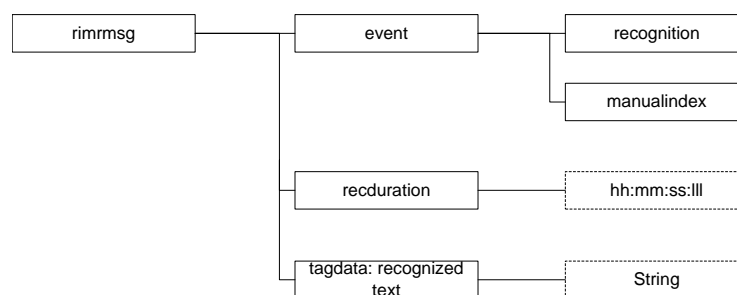 rimrmsg
event
recognition
manualindex
recduration
hh:mm:ss:lll
tagdata: recognized
text
String